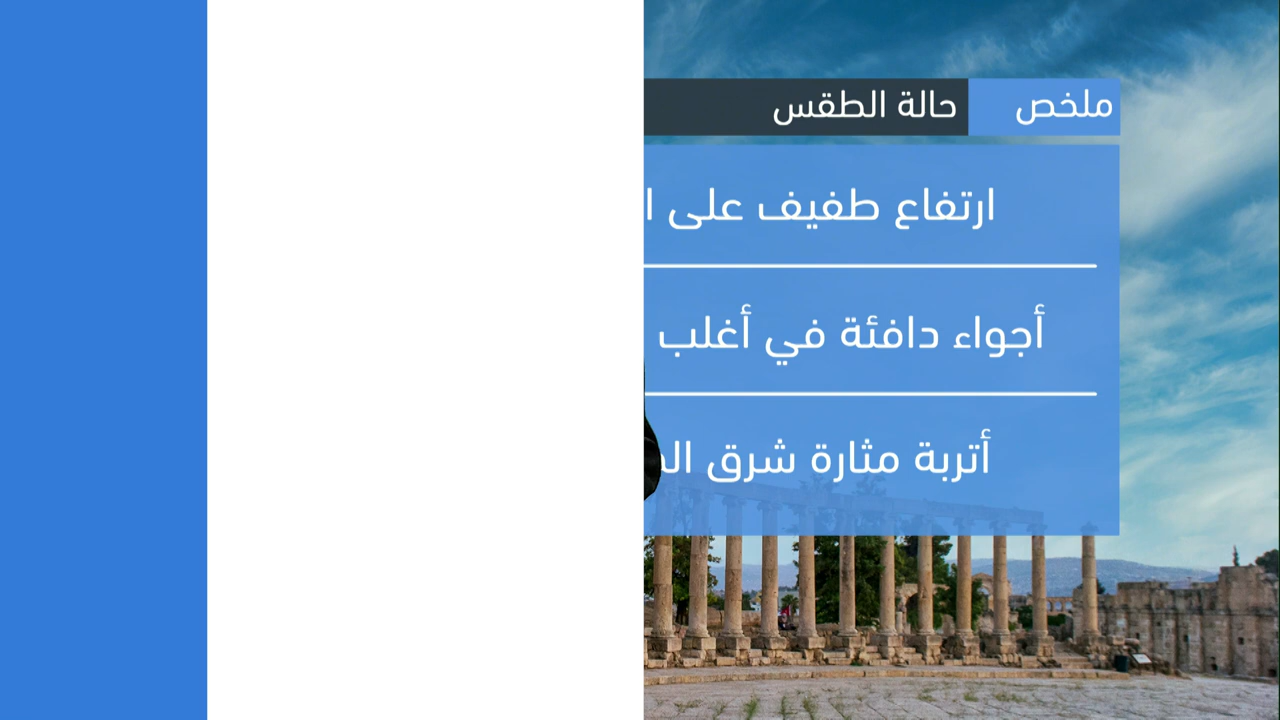 ملخص حالة الطقس
ارتفاع طفيف على
أجواء دافئة في أغلب
أتربة مثارة شرق